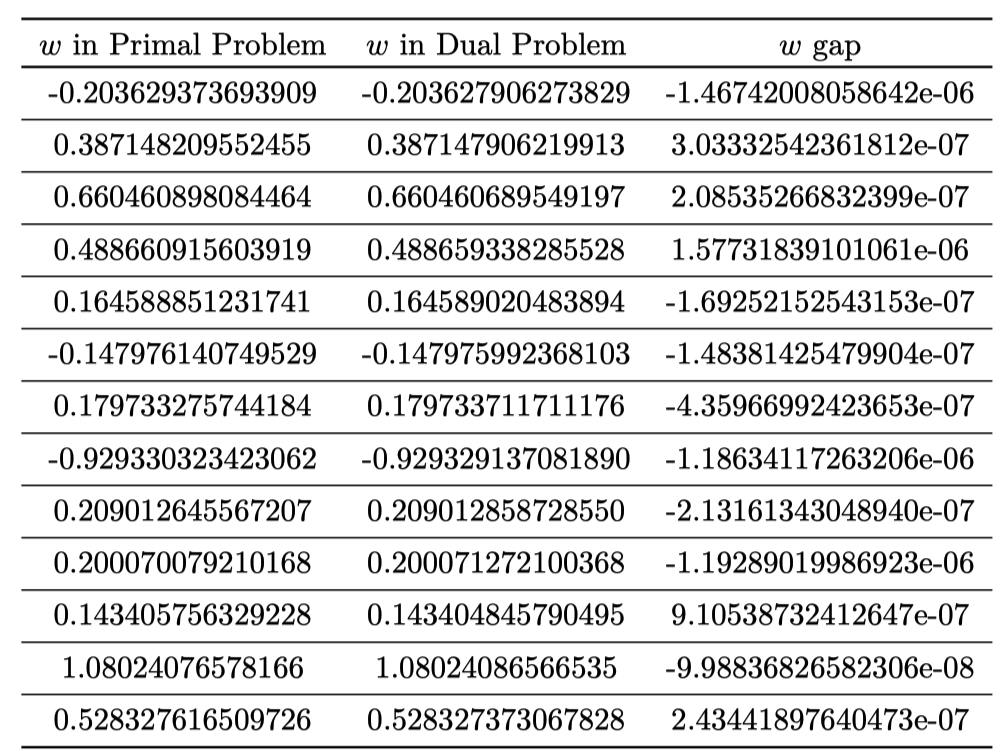 w in Primal Problem w in Dual Problem w gap
-0.203629373693909 -0.203627906273829 -1.46742008058642e-06
0.387148209552455 0.387147906219913 3.03332542361812e-07
0.660460898084464 0.660460689549197 2.08535266832399e-07
0.488660915603919 0.488659338285528 1.57731839101061e-06
0.164588851231741 0.164589020483894 -1.69252152543153e-07
-0.147976140749529 -0.147975992368103 -1.48381425479904e-07
0.179733275744184 0.179733711711176 -4.35966992423653e-07
-0.929330323423062 -0.929329137081890 -1.18634117263206e-06
0.209012645567207 0.209012858728550 -2.13161343048940e-07
0.200070079210168 0.200071272100368 -1.19289019986923e-06
0.143405756329228 0.143404845790495 9.10538732412647e-07
1.08024076578166 1.08024086566535 -9.98836826582306e-08
0.528327616509726 0.528327373067828 2.43441897640473e-07